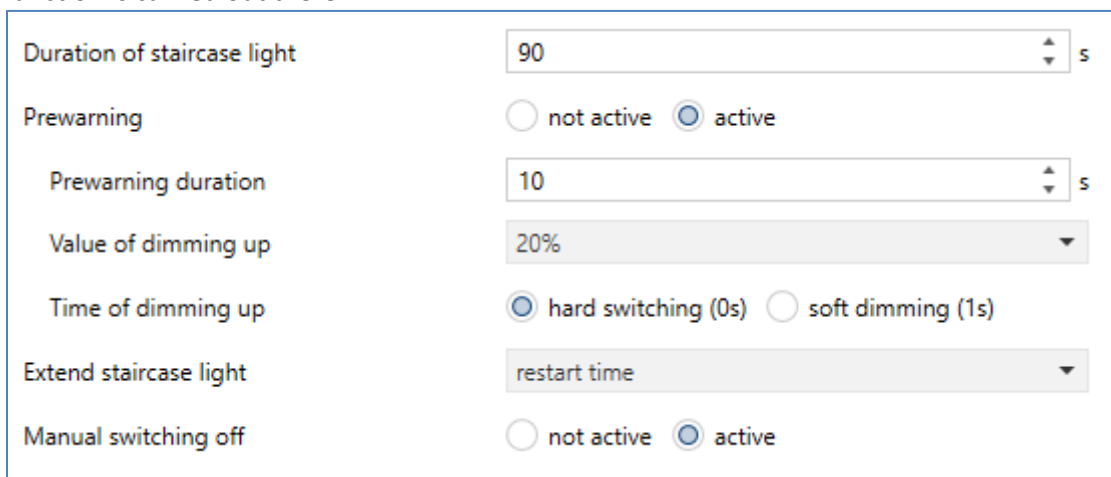 Duration of staircase light 90 s
Prewarning not active active
Prewarning duration 10 s
Value of dimming up 20%
Time of dimming up hard switching (0s) soft dimming (1s)
Extend staircase light restart time
Manual switching off not active active